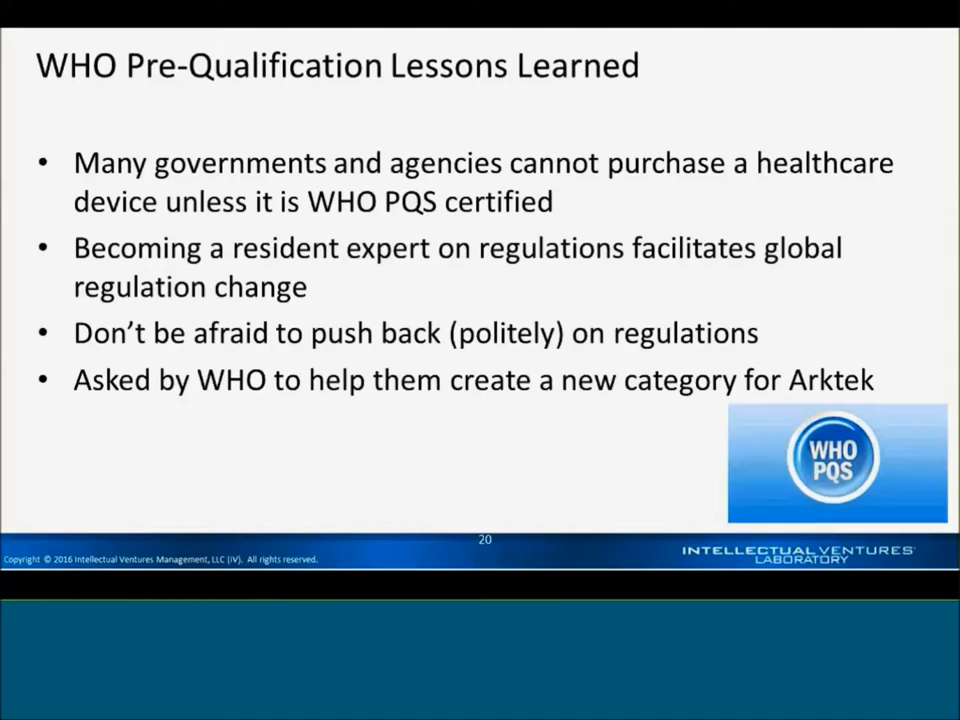 WHO Pre-Qualification Lessons Learned
• Many governments and agencies cannot purchase a healthcare
device unless it is WHO PQS certified
• Becoming a resident expert on regulations facilitates global
regulation change
• Don’t be afraid to push back (politely) on regulations
• Asked by WHO to help them create a new category for Arktek
WHO
PQS
20
Copyright © 2016 Intellectual Ventures Management, LLC (IV). All rights reserved.
INTELLECTUAL VENTURES®
LABORATORY